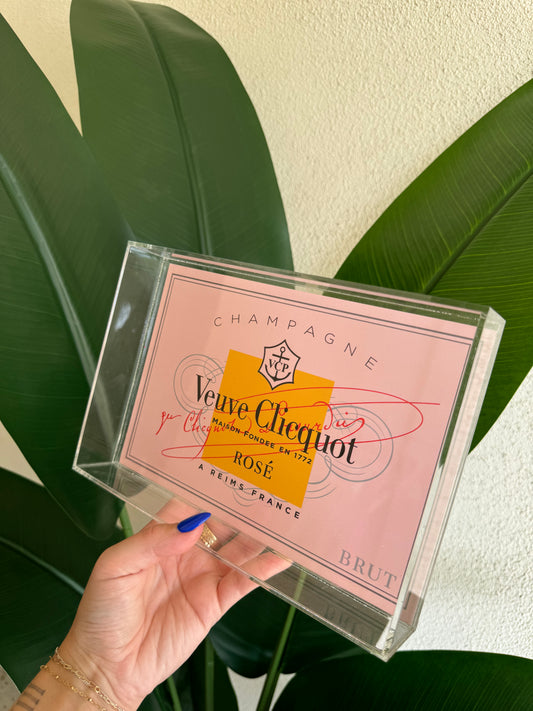 CHAMPAGNE
VCP
Veuve Clicquot
MAISON FONDÉE EN 1772
ROSÉ
A REIMS FRANCE
BRUT